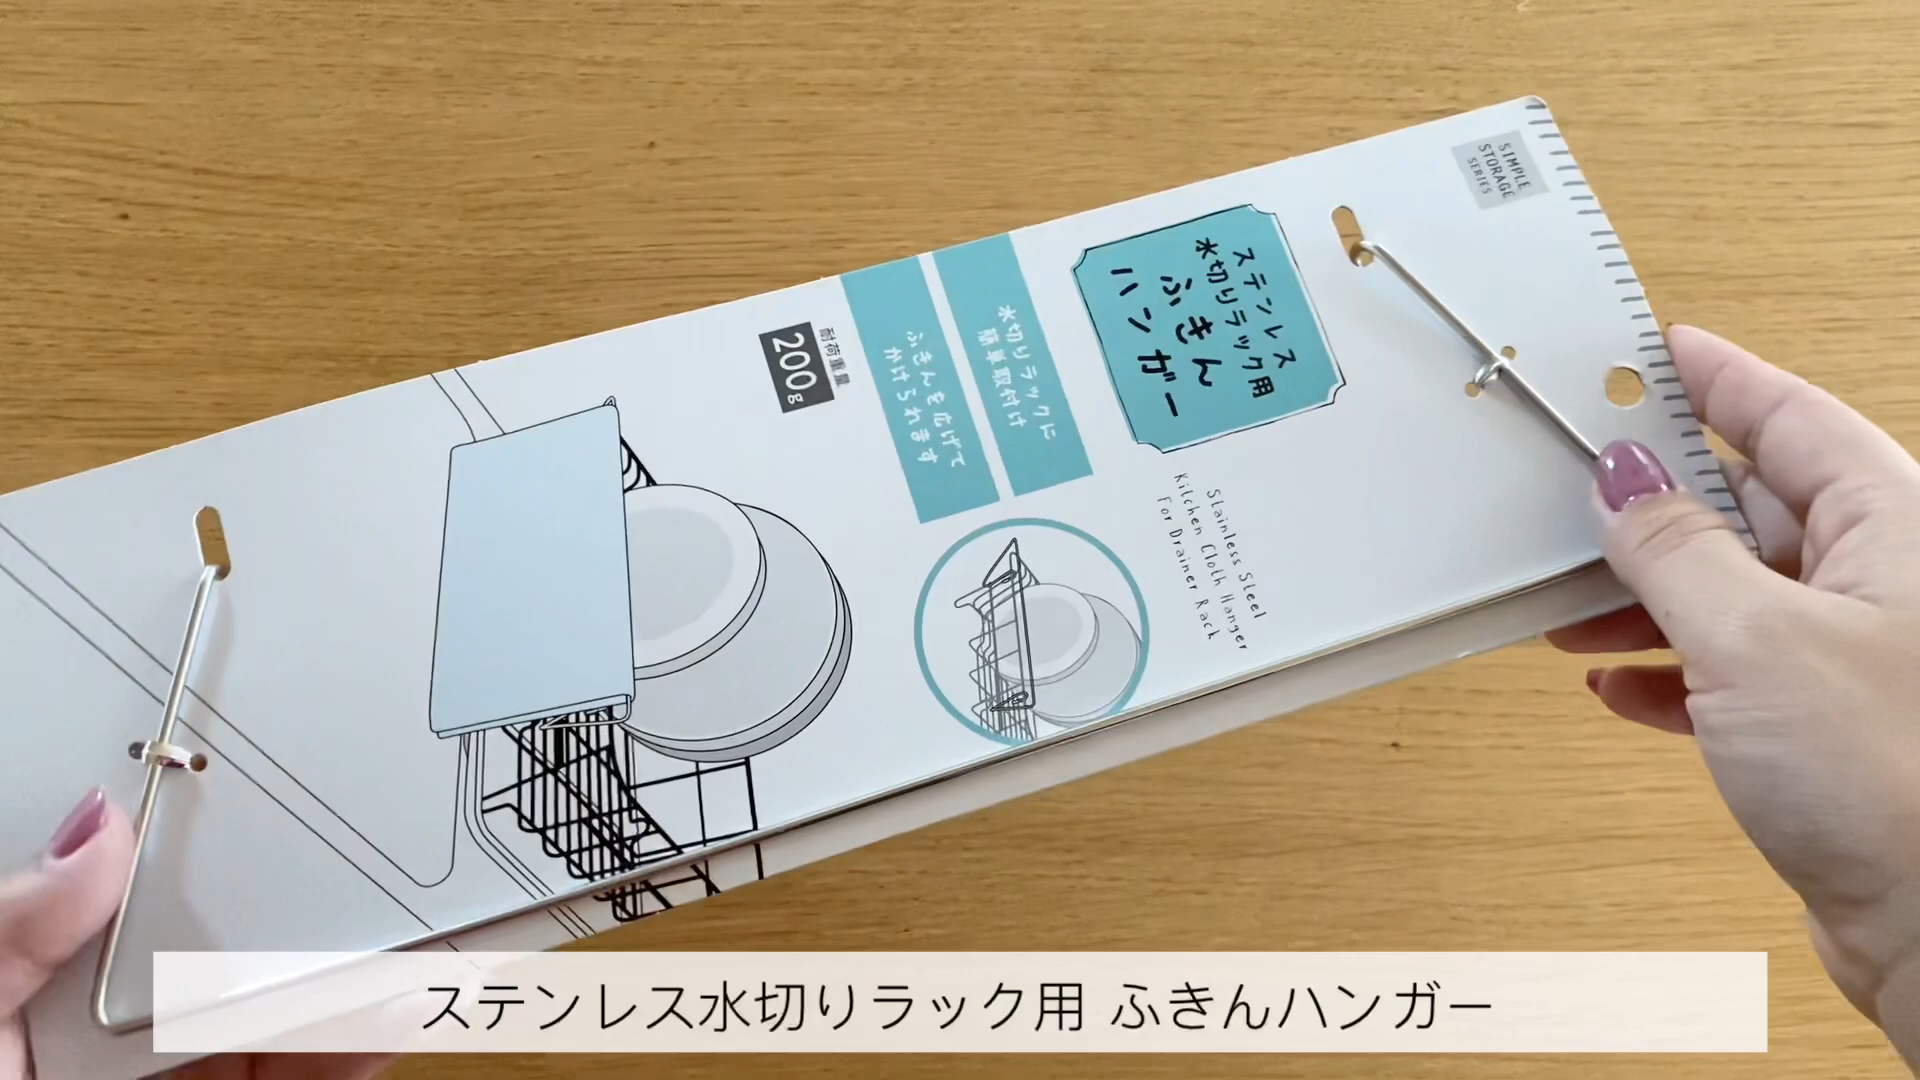 SIMPLE
STORAGE
SERIES
ステンレス
水切りラック用
ふきん
ハンガー
Stainless Steel
Kitchen Cloth Hanger
For Drainer Rack
水切りラックに
簡単取付け
ふきんを広げて
かけられます
耐荷重量
200g
ステンレス水切りラック用 ふきんハンガー